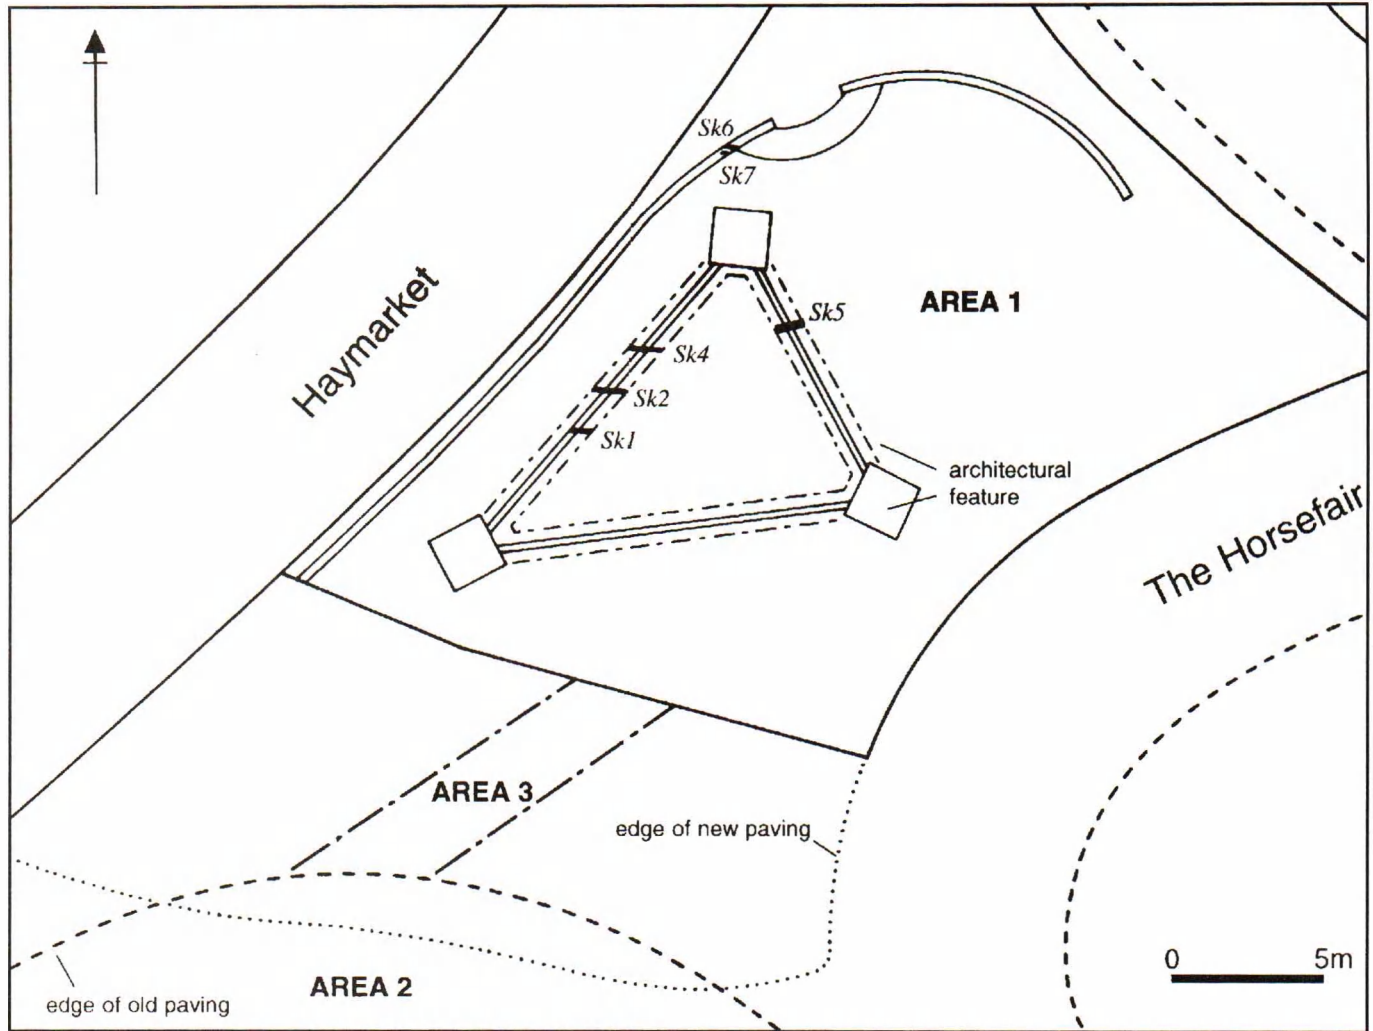 Sk6
Sk7
Haymarket
AREA 1
Sk5
Sk4
Sk2
Sk1
architectural
feature
The Horsefair
AREA 3
edge of new paving
0 5m
AREA 2
edge of old paving